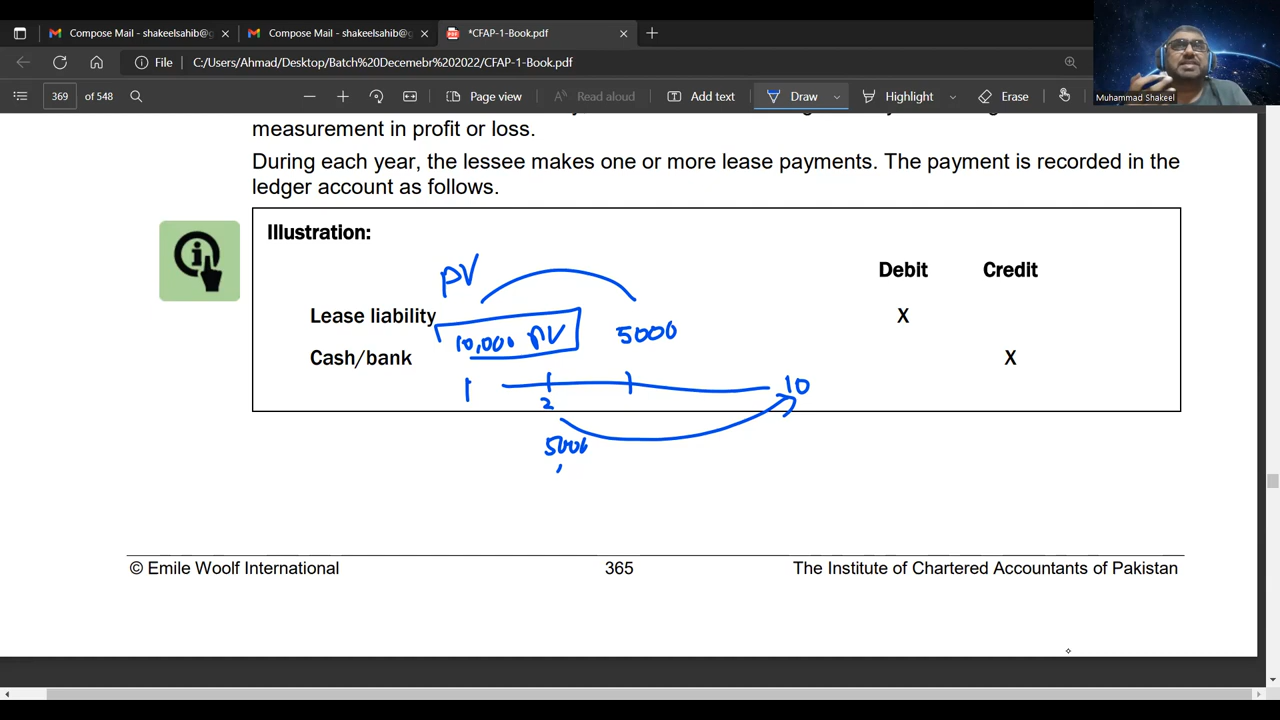 Compose Mail - shakeelsahib@g
Compose Mail - shakeelsahib@g
*CFAP-1-Book.pdf
File
C:/Users/Ahmad/Desktop/Batch Decemebr%202022/CFAP-1-Book.pdf
Muhammad Shakeel
369 of 548
Page view
Read aloud
Add text
Draw
Highlight
Erase
measurement in profit or loss.
During each year, the lessee makes one or more lease payments. The payment is recorded in the
ledger account as follows.
Illustration:
PV
Debit Credit
Lease liability X
10,000 PV 5000
Cash/bank X
1 10
2
5000
© Emile Woolf International 365 The Institute of Chartered Accountants of Pakistan